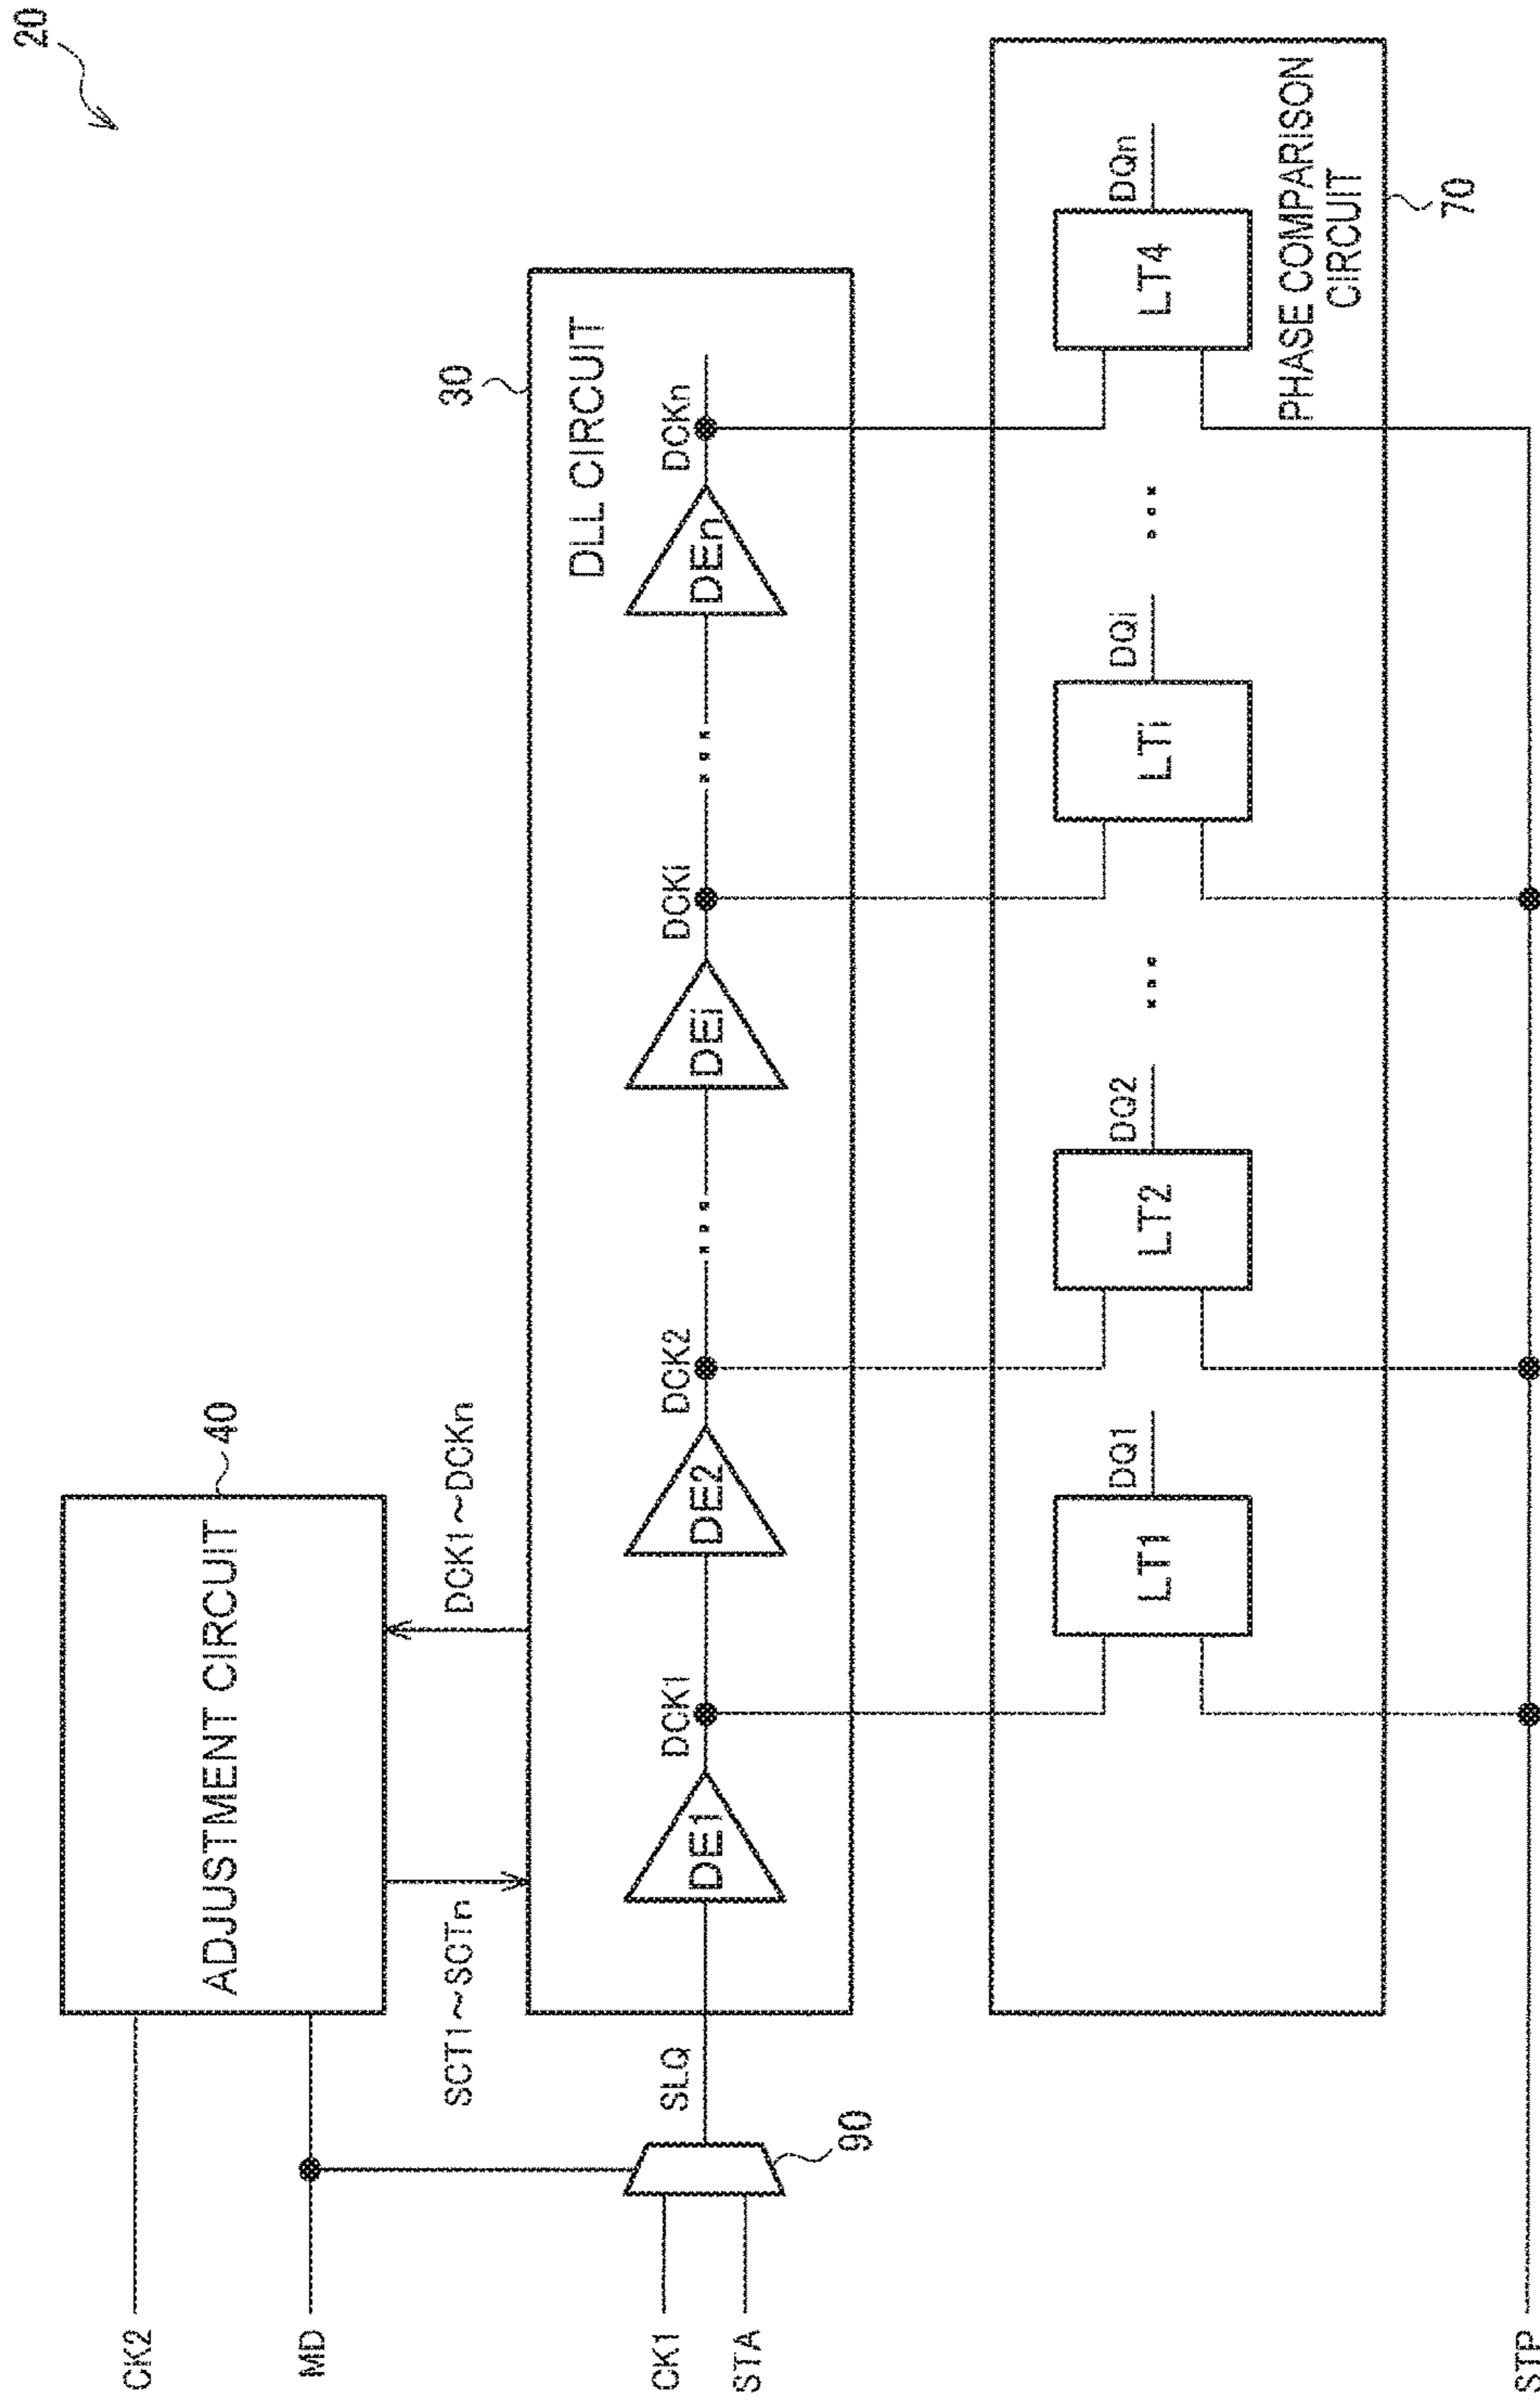 20
CK2
MD
ADJUSTMENT CIRCUIT
40
SCT1~SCTn
DCK1~DCKn
30
DLL CIRCUIT
CK1
STA
90
SLQ
DE1
DCK1
DE2
DCK2
DEi
DCKi
DEn
DCKn
LT1
DQ1
LT2
DQ2
LTi
DQi
LT4
DQn
PHASE COMPARISON
CIRCUIT
70
STP